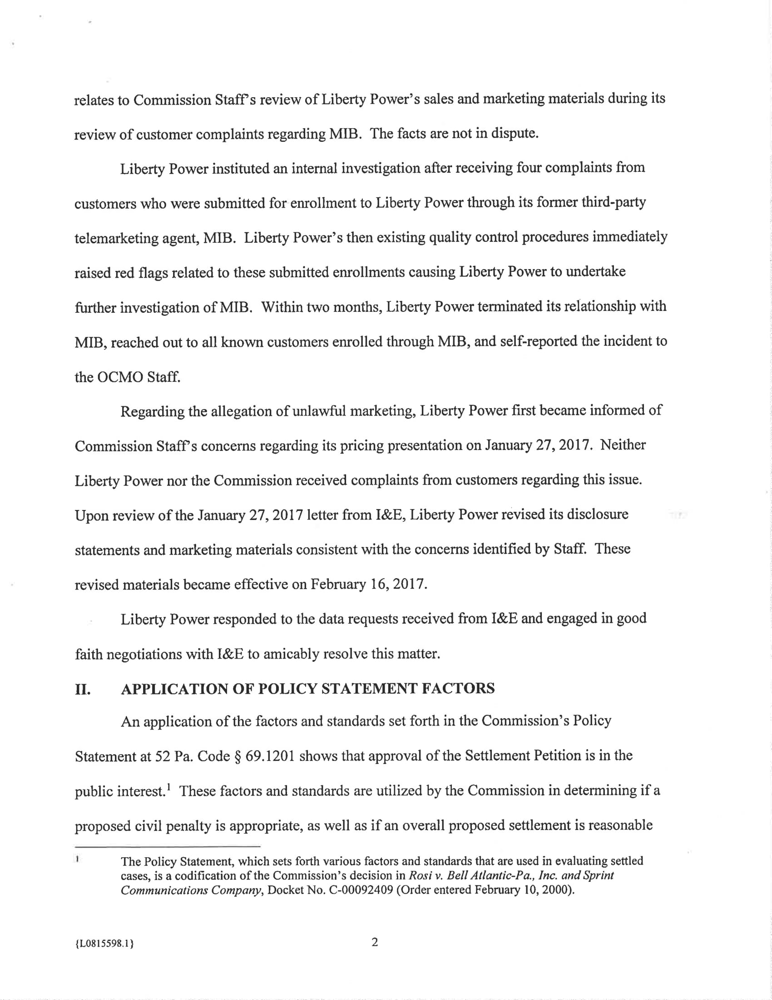 relates to Commission Staff's review of Liberty Power's sales and marketing materials during its
review of customer complaints regarding MIB. The facts are not in dispute.
Liberty Power instituted an internal investigation after receiving four complaints from
customers who were submitted for enrollment to Liberty Power through its former third-party
telemarketing agent, MIB. Liberty Power's then existing quality control procedures immediately
raised red flags related to these submitted enrollments causing Liberty Power to undertake
further investigation of MIB. Within two months, Liberty Power terminated its relationship with
MIB, reached out to all known customers enrolled through MIB, and self-reported the incident to
the OCMO Staff.
Regarding the allegation of unlawful marketing, Liberty Power first became informed of
Commission Staff's concerns regarding its pricing presentation on January 27, 2017. Neither
Liberty Power nor the Commission received complaints from customers regarding this issue.
Upon review of the January 27, 2017 letter from I&E, Liberty Power revised its disclosure
statements and marketing materials consistent with the concerns identified by Staff. These
revised materials became effective on February 16, 2017.
Liberty Power responded to the data requests received from I&E and engaged in good
faith negotiations with I&E to amicably resolve this matter.
II. APPLICATION OF POLICY STATEMENT FACTORS
An application of the factors and standards set forth in the Commission's Policy
Statement at 52 Pa. Code § 69.1201 shows that approval of the Settlement Petition is in the
public interest.1 These factors and standards are utilized by the Commission in determining if a
proposed civil penalty is appropriate, as well as if an overall proposed settlement is reasonable
1 The Policy Statement, which sets forth various factors and standards that are used in evaluating settled
cases, is a codification of the Commission's decision in Rosi v. Bell Atlantic-Pa., Inc. and Sprint
Communications Company, Docket No. C-00092409 (Order entered February 10, 2000).
{L0815598.1} 2